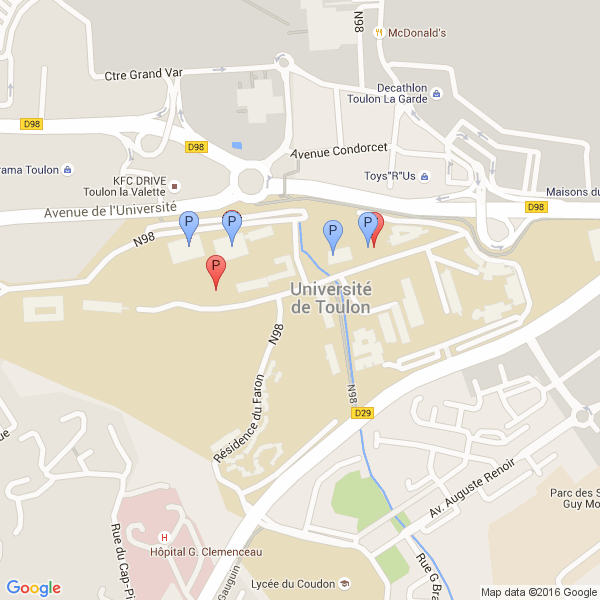 N98
McDonald's
Ctre Grand Var
Decathlon
Toulon La Garde
D98
D98
Avenue Condorcet
rama Toulon
KFC DRIVE
Toulon la Valette
Toys"R"Us
Maisons du
D98
Avenue de l'Université
P
P
P
P
P
N98
Université
de Toulon
N98
N98
Résidence du Faron
D29
Av. Auguste Renoir
Parc des S
Guy Mo
H
Hôpital G. Clemenceau
Rue du Cap-Pi
Gauguin
Lycée du Coudon
Rue G Bra
ue
Google
Map data ©2016 Google